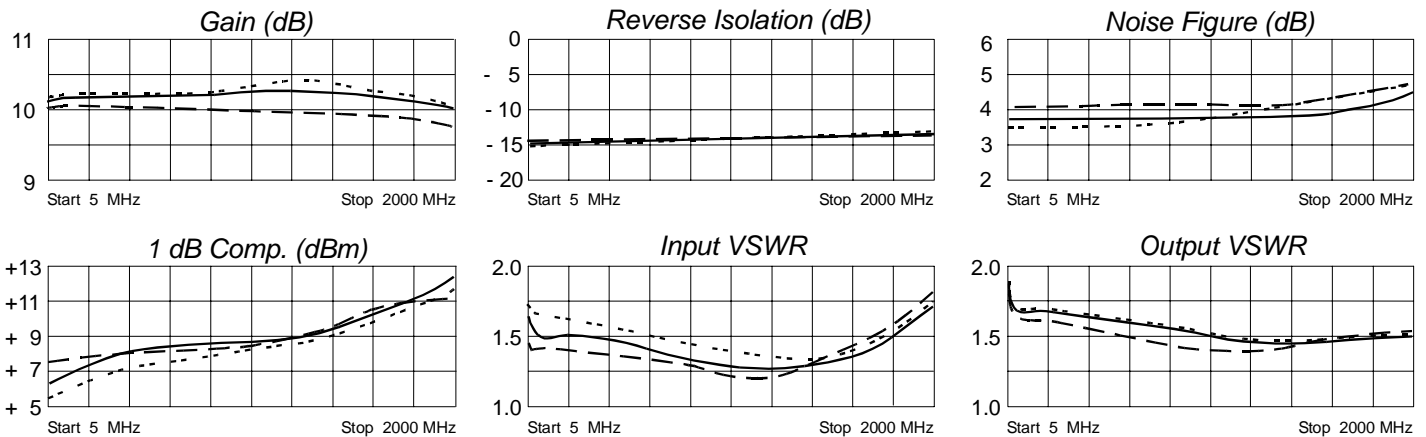 Gain (dB)
11
10
9
Start 5 MHz Stop 2000 MHz
Reverse Isolation (dB)
0
- 5
- 10
- 15
- 20
Start 5 MHz Stop 2000 MHz
Noise Figure (dB)
6
5
4
3
2
Start 5 MHz Stop 2000 MHz
1 dB Comp. (dBm)
+13
+11
+ 9
+ 7
+ 5
Start 5 MHz Stop 2000 MHz
Input VSWR
2.0
1.5
1.0
Start 5 MHz Stop 2000 MHz
Output VSWR
2.0
1.5
1.0
Start 5 MHz Stop 2000 MHz